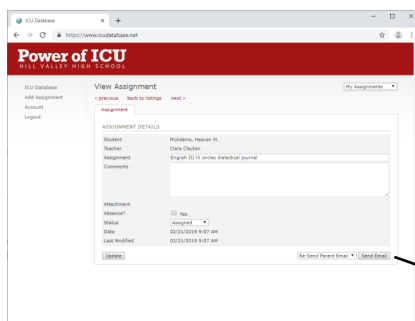 ICU Database
https://www.icudatabase.net
Power of ICU
HILL VALLEY HIGH SCHOOL
ICU Database
Add Assignment
Account
Logout
View Assignment
My Assignments
« previous back to listings next »
Assignment
ASSIGNMENT DETAILS
Student McAdams, Heaven M.
Teacher Clara Clayton
Assignment English (I) in circles dialectical journal
Comments
Attachment
Absence? Yes
Status Assigned
Date 02/21/2019 9:07 AM
Last Modified 02/21/2019 9:07 AM
Update
Re-Send Parent Email Send Email